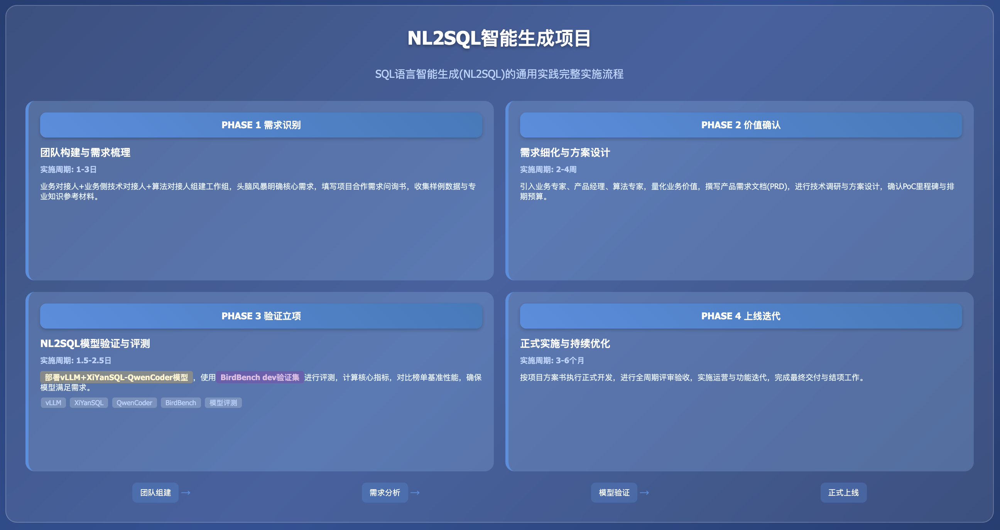 NL2SQL智能生成项目
SQL语言智能生成(NL2SQL)的通用实践完整实施流程
PHASE 1 需求识别
团队构建与需求梳理
实施周期: 1-3日
业务对接人+业务侧技术对接人+算法对接人组建工作组，头脑风暴明确核心需求，填写项目合作需求问询书，收集样例数据与专
业知识参考材料。
PHASE 2 价值确认
需求细化与方案设计
实施周期: 2-4周
引入业务专家、产品经理、算法专家，量化业务价值，撰写产品需求文档(PRD)，进行技术调研与方案设计，确认PoC里程碑与排
期预算。
PHASE 3 验证立项
NL2SQL模型验证与评测
实施周期: 1.5-2.5日
部署vLLM+XiYanSQL-QwenCoder模型，使用BirdBench dev验证集进行评测，计算核心指标，对比榜单基准性能，确保
模型满足需求。
vLLM XiYanSQL QwenCoder BirdBench 模型评测
PHASE 4 上线迭代
正式实施与持续优化
实施周期: 3-6个月
按项目方案书执行正式开发，进行全周期评审验收，实施运营与功能迭代，完成最终交付与结项工作。
团队组建 → 需求分析 → 模型验证 → 正式上线